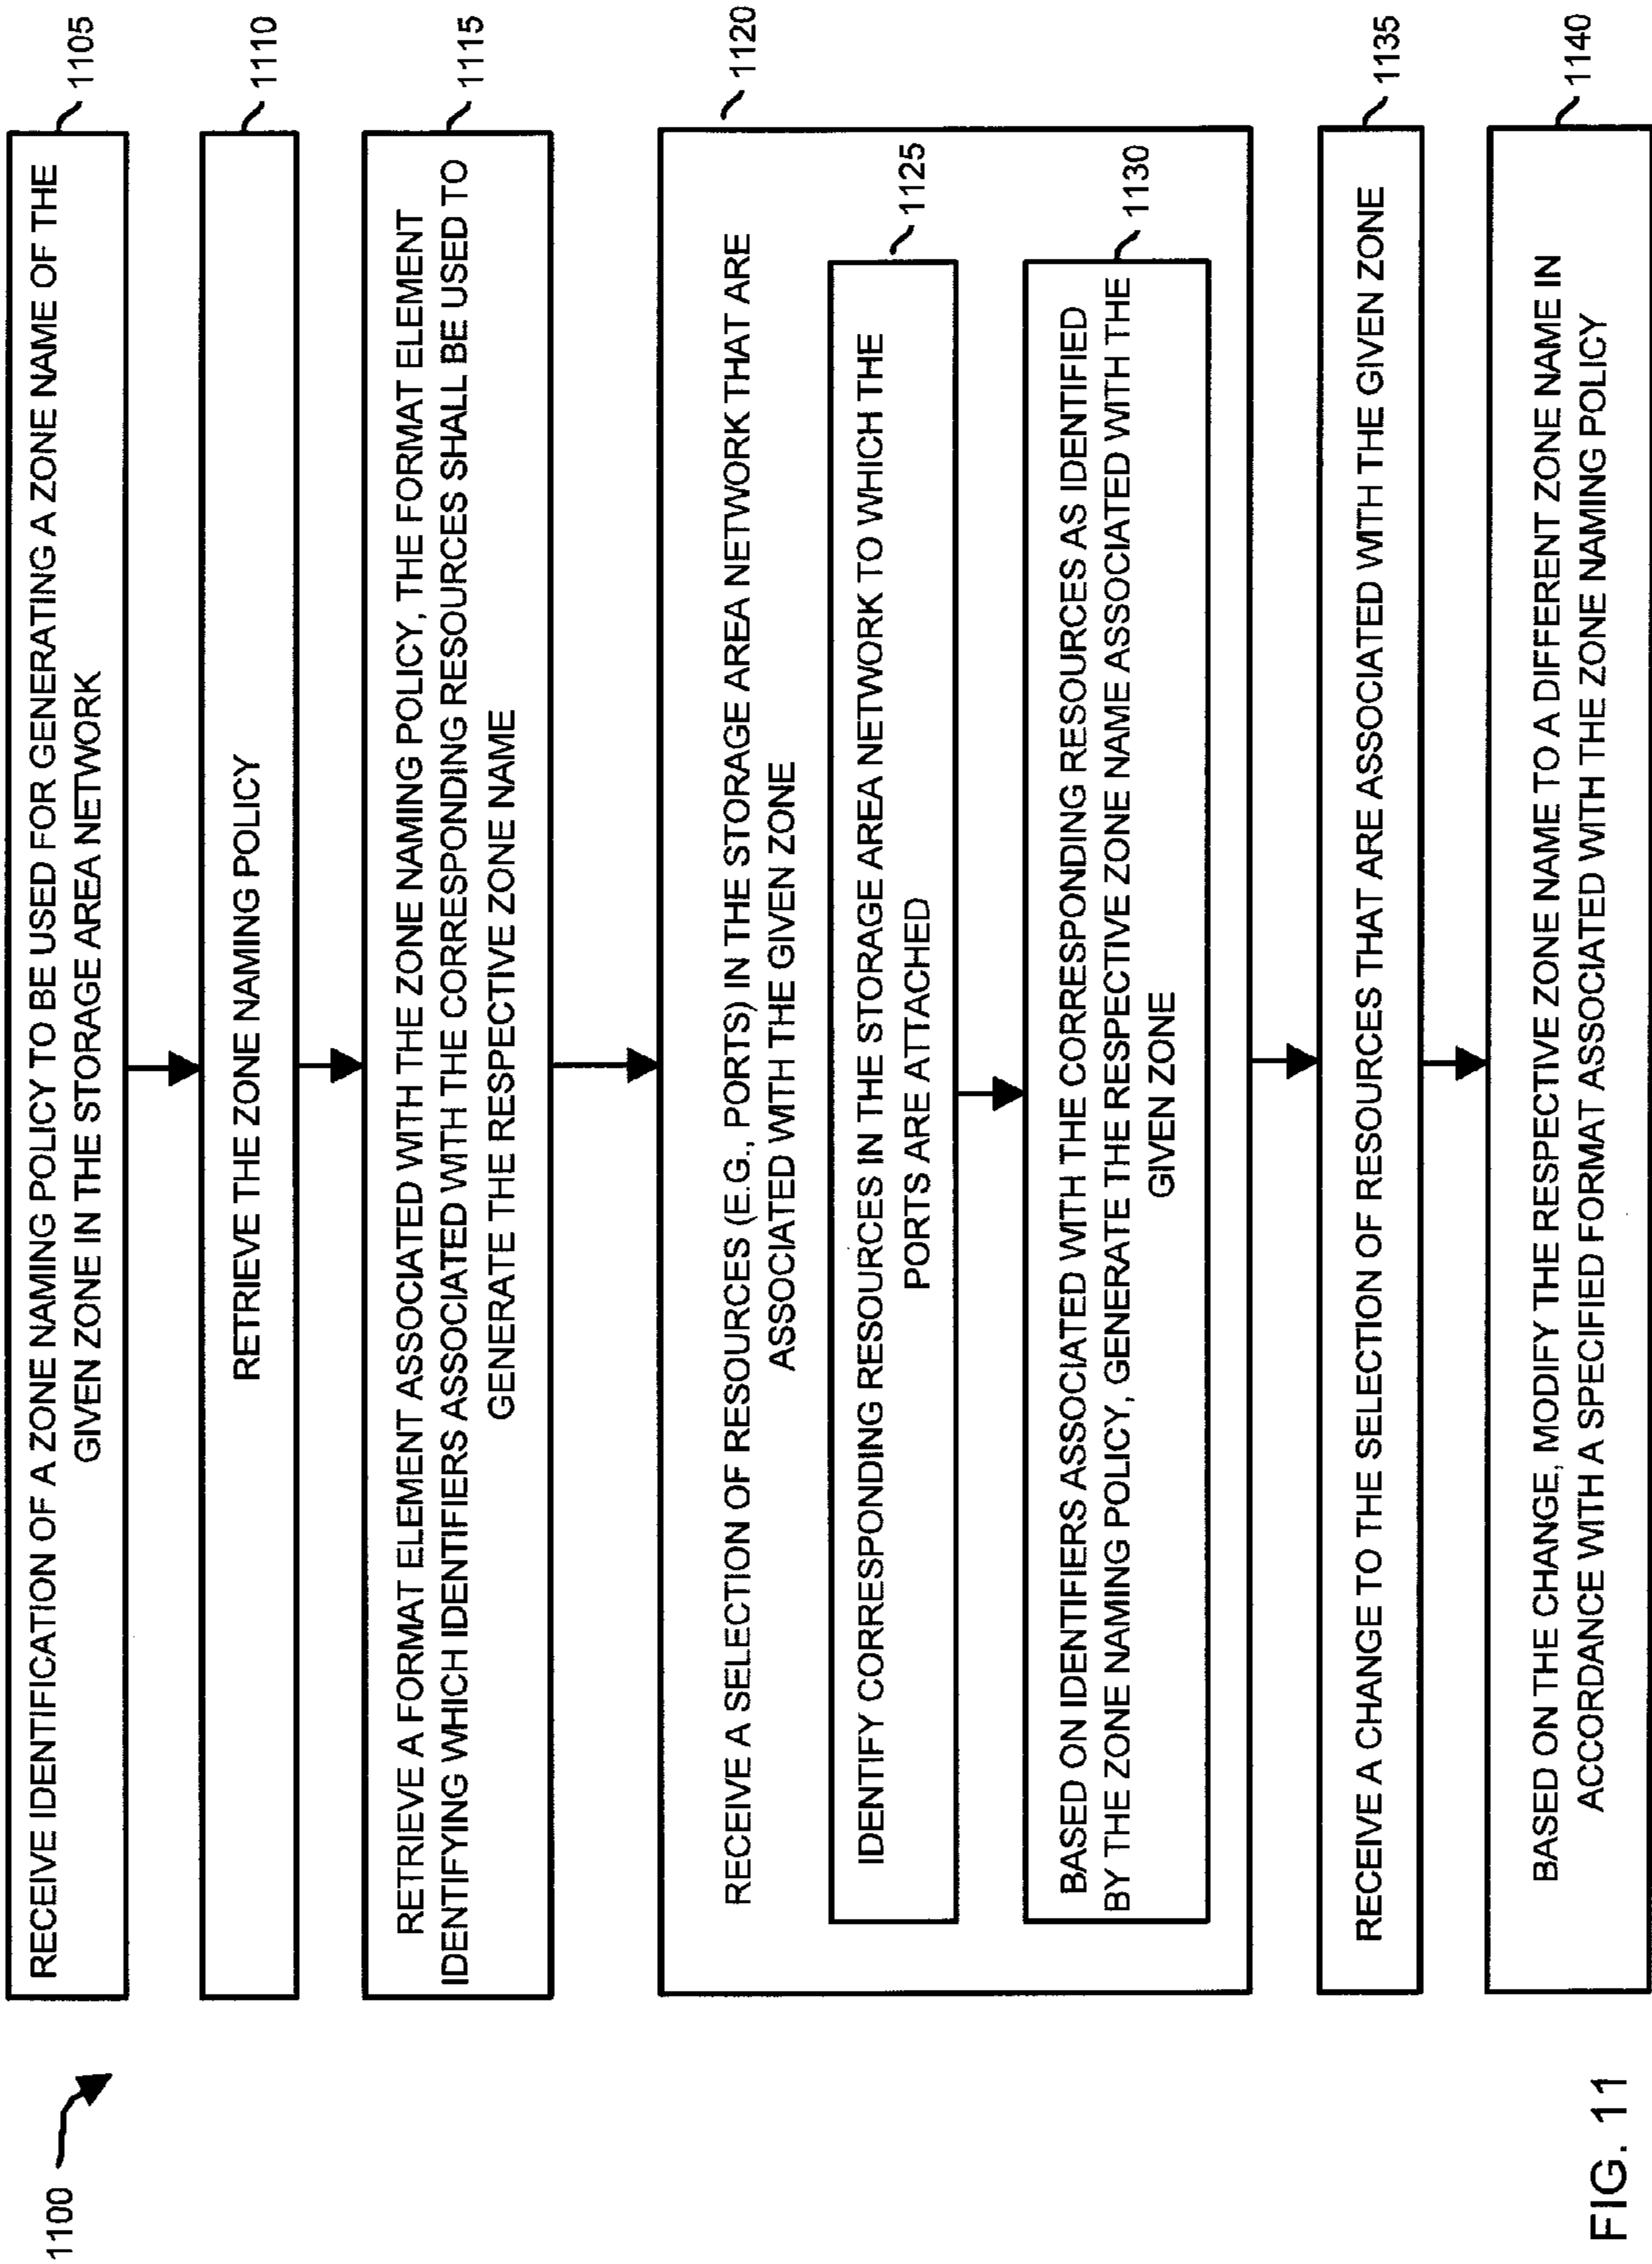 1100
RECEIVE IDENTIFICATION OF A ZONE NAMING POLICY TO BE USED FOR GENERATING A ZONE NAME OF THE
GIVEN ZONE IN THE STORAGE AREA NETWORK
1105
RETRIEVE THE ZONE NAMING POLICY
1110
RETRIEVE A FORMAT ELEMENT ASSOCIATED WITH THE ZONE NAMING POLICY, THE FORMAT ELEMENT
IDENTIFYING WHICH IDENTIFIERS ASSOCIATED WITH THE CORRESPONDING RESOURCES SHALL BE USED TO
GENERATE THE RESPECTIVE ZONE NAME
1115
RECEIVE A SELECTION OF RESOURCES (E.G., PORTS) IN THE STORAGE AREA NETWORK THAT ARE
ASSOCIATED WITH THE GIVEN ZONE
1120
IDENTIFY CORRESPONDING RESOURCES IN THE STORAGE AREA NETWORK TO WHICH THE
PORTS ARE ATTACHED
1125
BASED ON IDENTIFIERS ASSOCIATED WITH THE CORRESPONDING RESOURCES AS IDENTIFIED
BY THE ZONE NAMING POLICY, GENERATE THE RESPECTIVE ZONE NAME ASSOCIATED WITH THE
GIVEN ZONE
1130
RECEIVE A CHANGE TO THE SELECTION OF RESOURCES THAT ARE ASSOCIATED WITH THE GIVEN ZONE
1135
BASED ON THE CHANGE, MODIFY THE RESPECTIVE ZONE NAME TO A DIFFERENT ZONE NAME IN
ACCORDANCE WITH A SPECIFIED FORMAT ASSOCIATED WITH THE ZONE NAMING POLICY
1140
FIG. 11